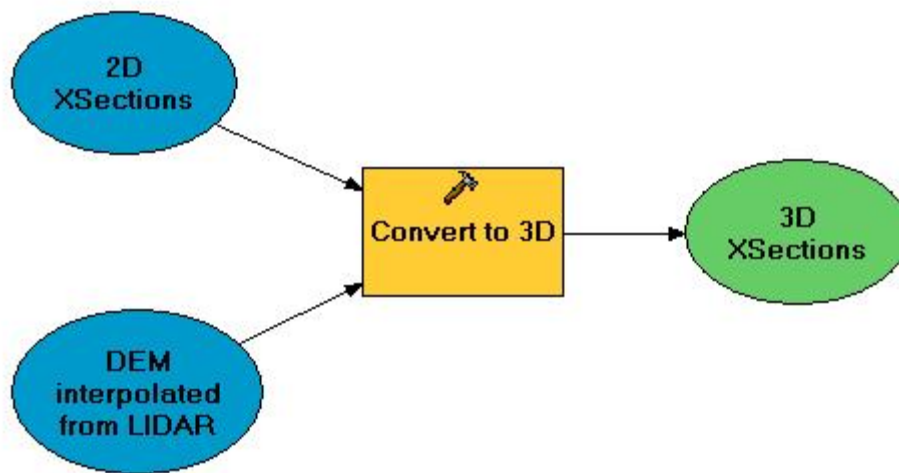 2D
XSections
Convert to 3D
3D
XSections
DEM
interpolated
from LIDAR